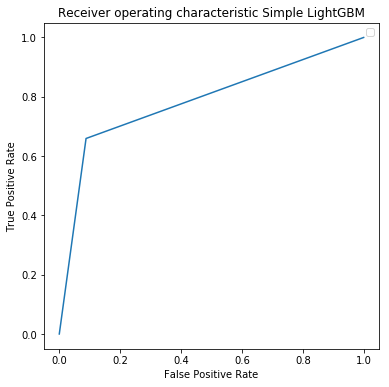 Receiver operating characteristic Simple LightGBM
1.0
0.8
0.6
0.4
0.2
0.0
True Positive Rate
0.0 0.2 0.4 0.6 0.8 1.0
False Positive Rate